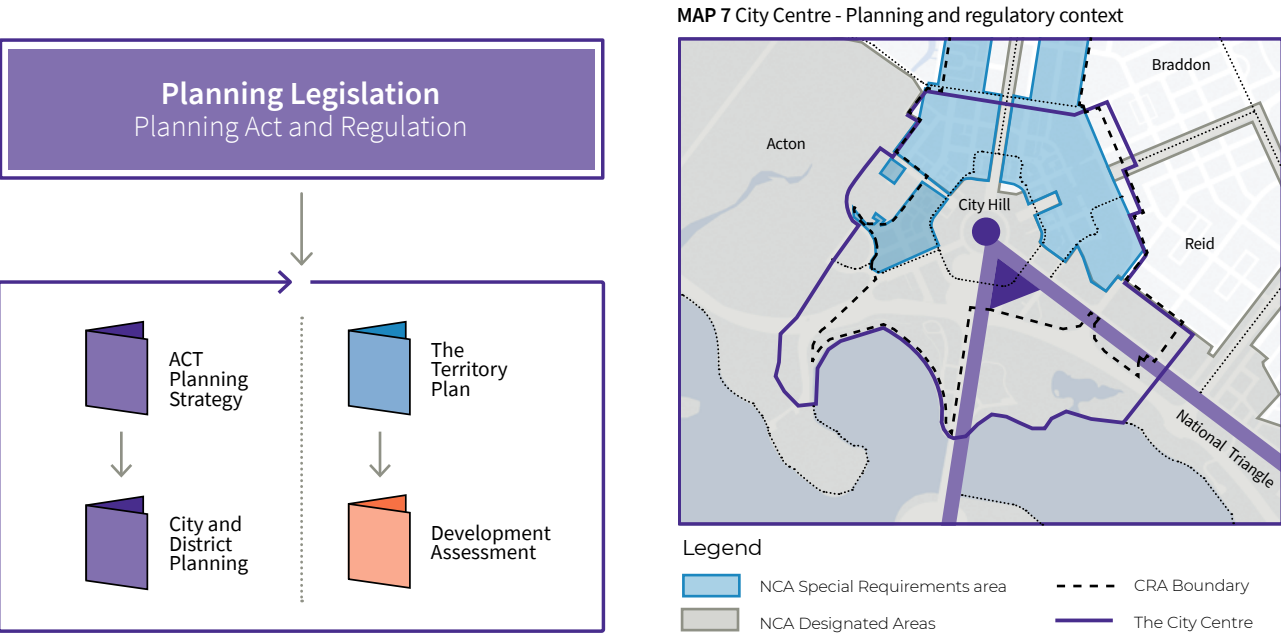 Planning Legislation
Planning Act and Regulation
ACT
Planning
Strategy
City and
District
Planning
The
Territory
Plan
Development
Assessment
MAP 7 City Centre - Planning and regulatory context
Braddon
Acton
City Hill
Reid
National Triangle
Legend
NCA Special Requirements area
CRA Boundary
NCA Designated Areas
The City Centre